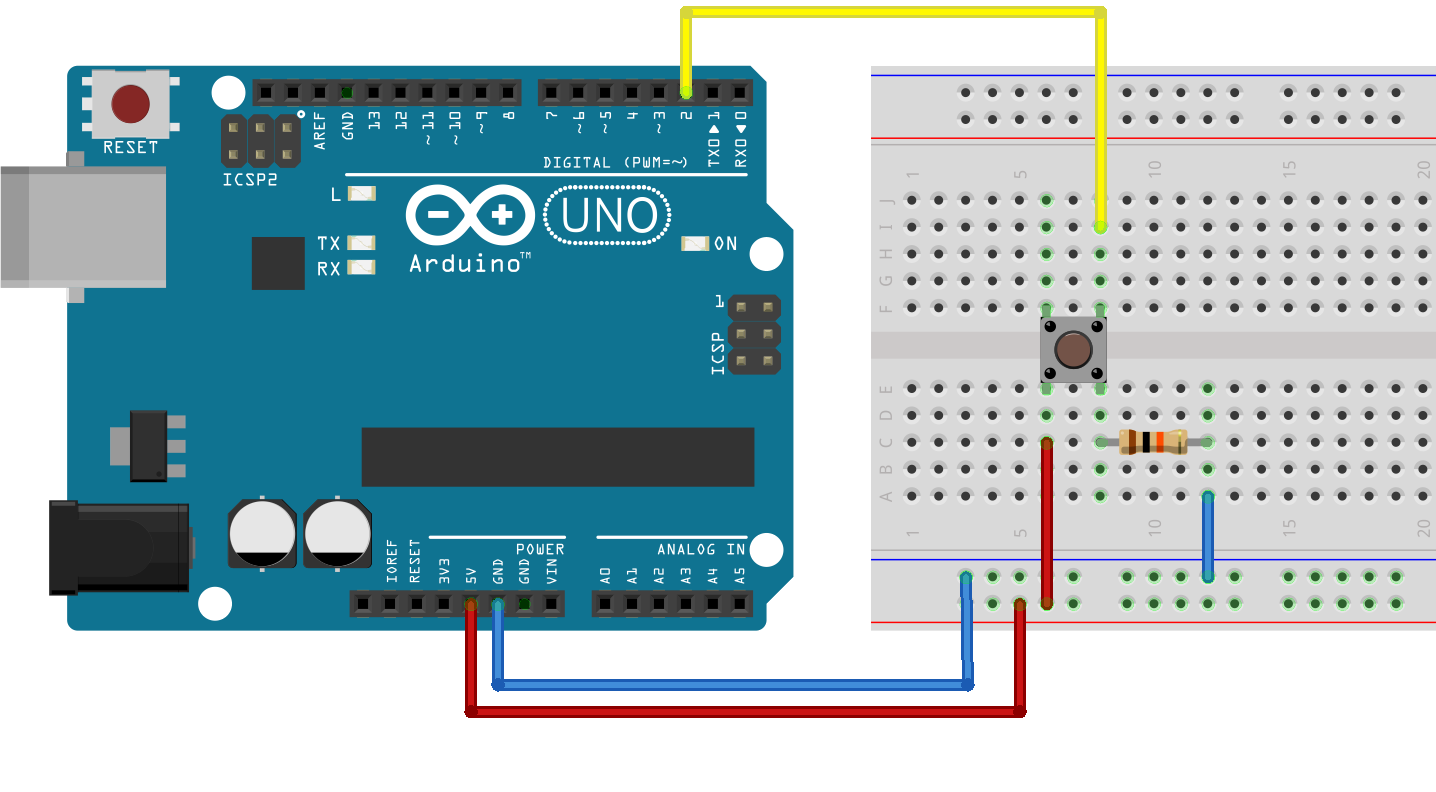 RESET
ICSP2
AREF
GND
13
12
~11
~10
~9
8
7
~6
~5
4
~3
2
TX0▶1
RX0◀0
DIGITAL (PWM=~)
L
TX
RX
UNO
Arduino™
ON
1
ICSP
IOREF
RESET
3V3
5V
GND
GND
VIN
POWER
ANALOG IN
A0
A1
A2
A3
A4
A5
1 5 10 15 20
J
I
H
G
F
E
D
C
B
A
1 5 10 15 20